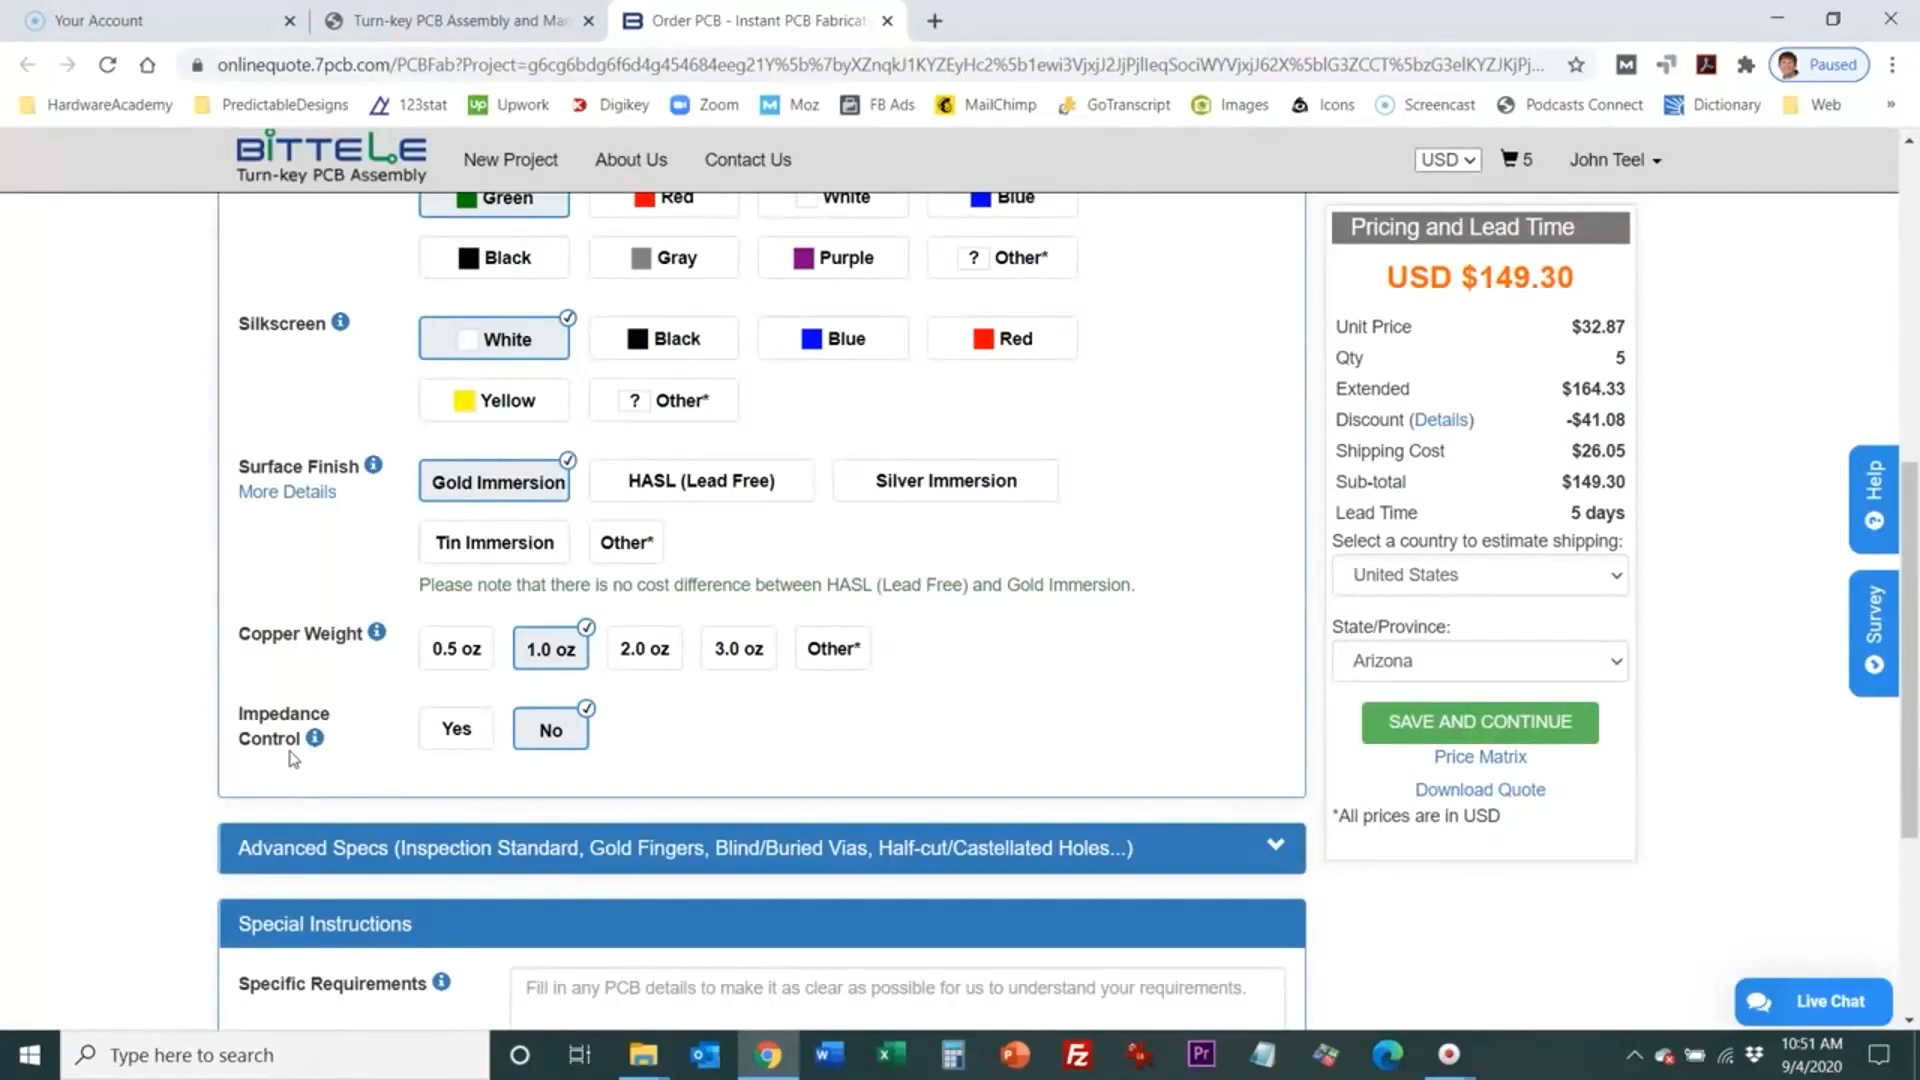 Your Account
Turn-key PCB Assembly and Ma
Order PCB - Instant PCB Fabricat
Paused
HardwareAcademy
PredictableDesigns
123stat
Up Upwork
Digikey
Zoom
M Moz
FB Ads
MailChimp
GoTranscript
Images
Icons
Screencast
Podcasts Connect
Dictionary
Web
»
BITTELE
Turn-key PCB Assembly
New Project
About Us
Contact Us
USD
5
John Teel
Green
Red
White
Blue
Black
Gray
Purple
? Other*
Silkscreen
White
Black
Blue
Red
Yellow
? Other*
Surface Finish
More Details
Gold Immersion
HASL (Lead Free)
Silver Immersion
Tin Immersion
Other*
Please note that there is no cost difference between HASL (Lead Free) and Gold Immersion.
Copper Weight
0.5 oz
1.0 oz
2.0 oz
3.0 oz
Other*
Impedance
Control
Yes
No
Advanced Specs (Inspection Standard, Gold Fingers, Blind/Buried Vias, Half-cut/Castellated Holes...)
Special Instructions
Specific Requirements
Fill in any PCB details to make it as clear as possible for us to understand your requirements.
Pricing and Lead Time
USD $149.30
Unit Price $32.87
Qty 5
Extended $164.33
Discount (Details) -$41.08
Shipping Cost $26.05
Sub-total $149.30
Lead Time 5 days
Select a country to estimate shipping:
United States
State/Province:
Arizona
SAVE AND CONTINUE
Price Matrix
Download Quote
*All prices are in USD
Help
Survey
Live Chat
Type here to search
Pr
10:51 AM
9/4/2020